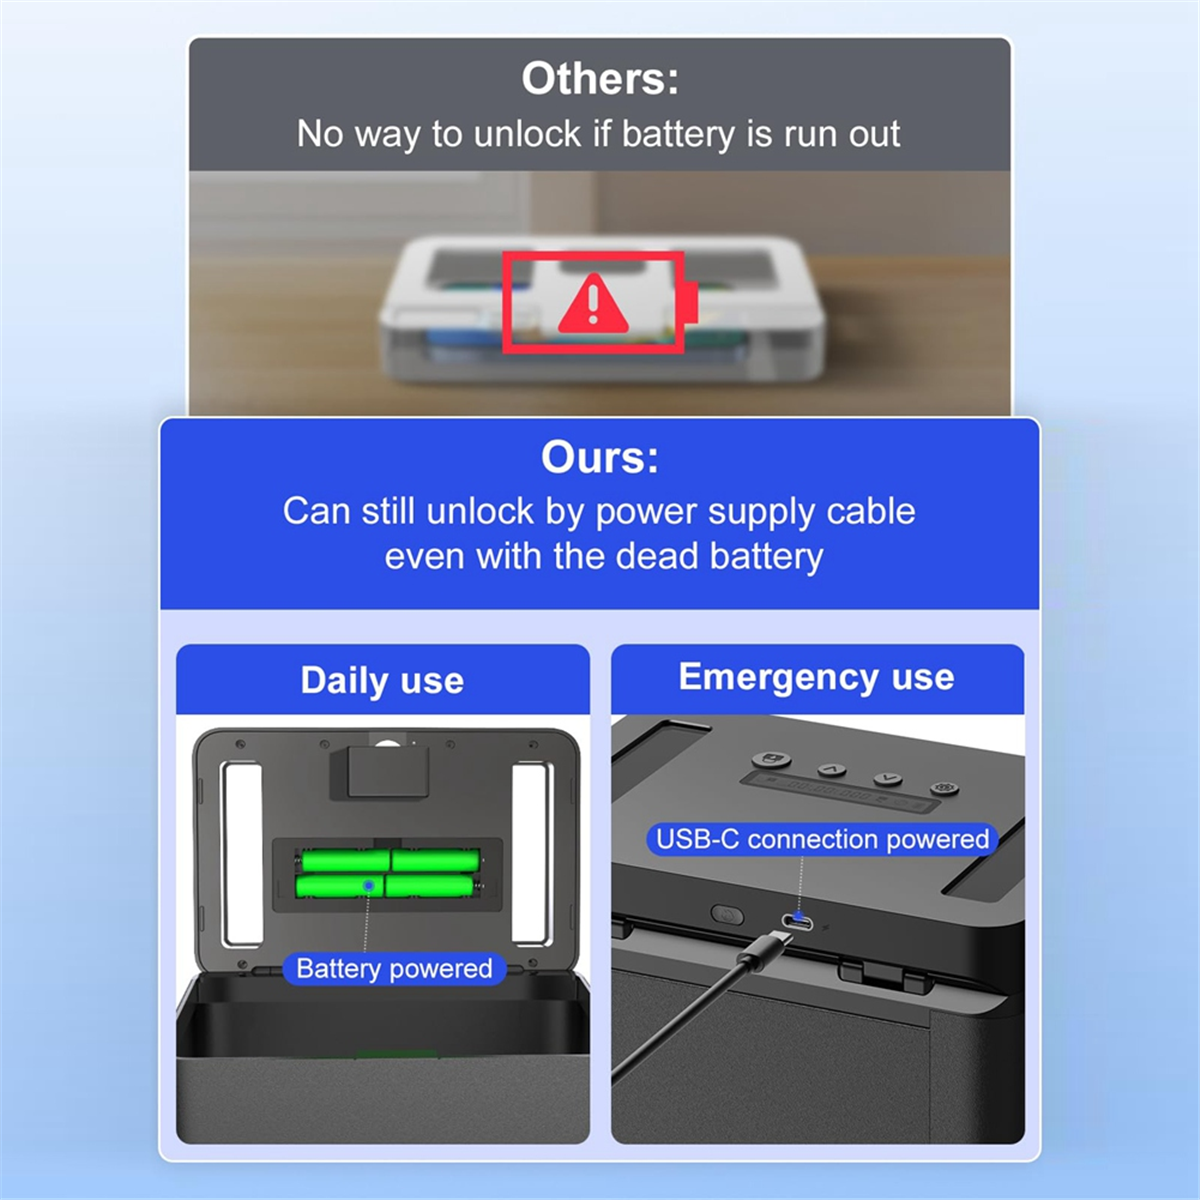 Others:
No way to unlock if battery is run out
Ours:
Can still unlock by power supply cable
even with the dead battery
Daily use
Emergency use
Battery powered
USB-C connection powered